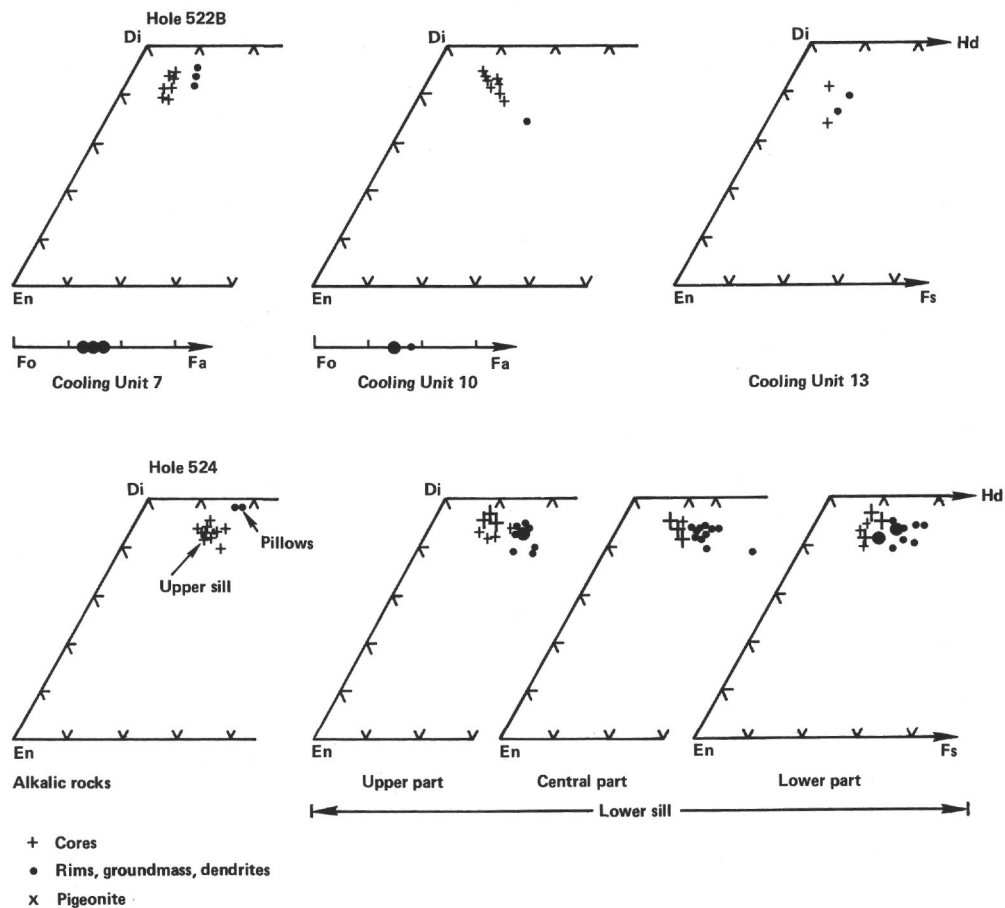 Hole 522B
Di
Di
Di
Hd
En
En
En
Fs
Fo
Fa
Fo
Fa
Cooling Unit 7
Cooling Unit 10
Cooling Unit 13
Hole 524
Di
Di
Hd
Pillows
Upper sill
En
En
En
En
Fs
Alkalic rocks
Upper part
Central part
Lower part
Lower sill
+ Cores
• Rims, groundmass, dendrites
x Pigeonite